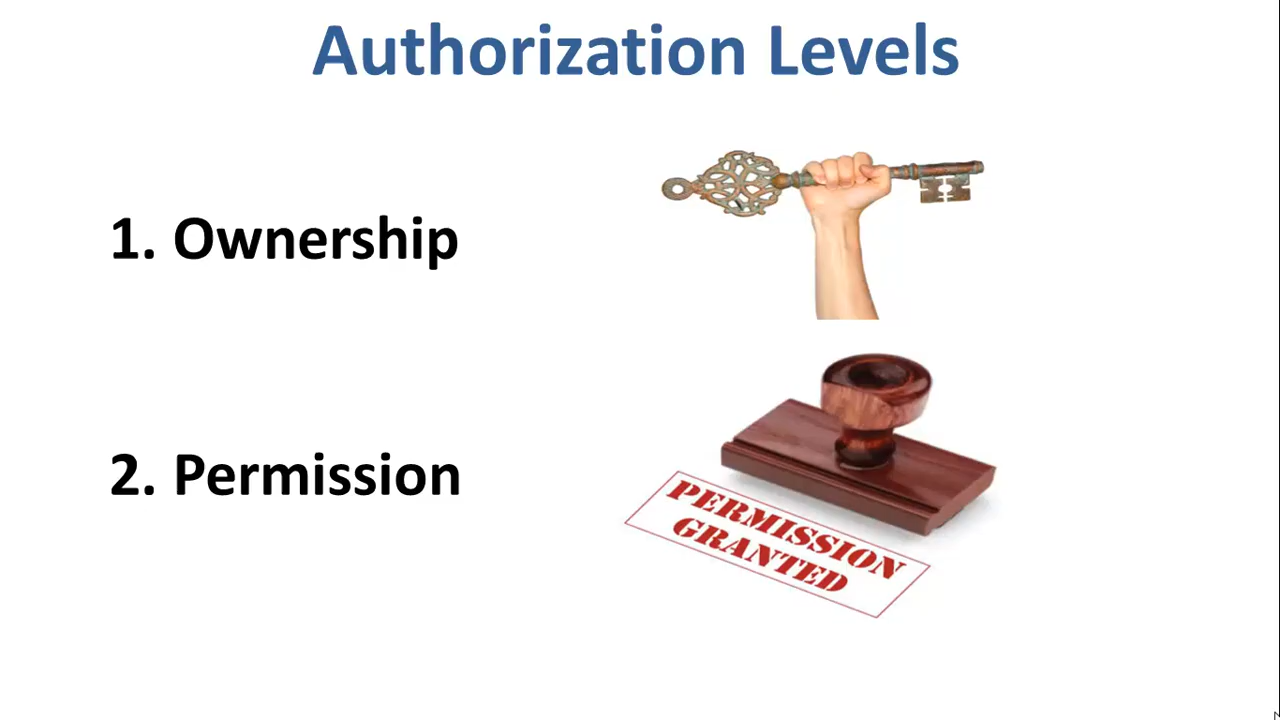 Authorization Levels
1. Ownership
2. Permission
PERMISSION
GRANTED